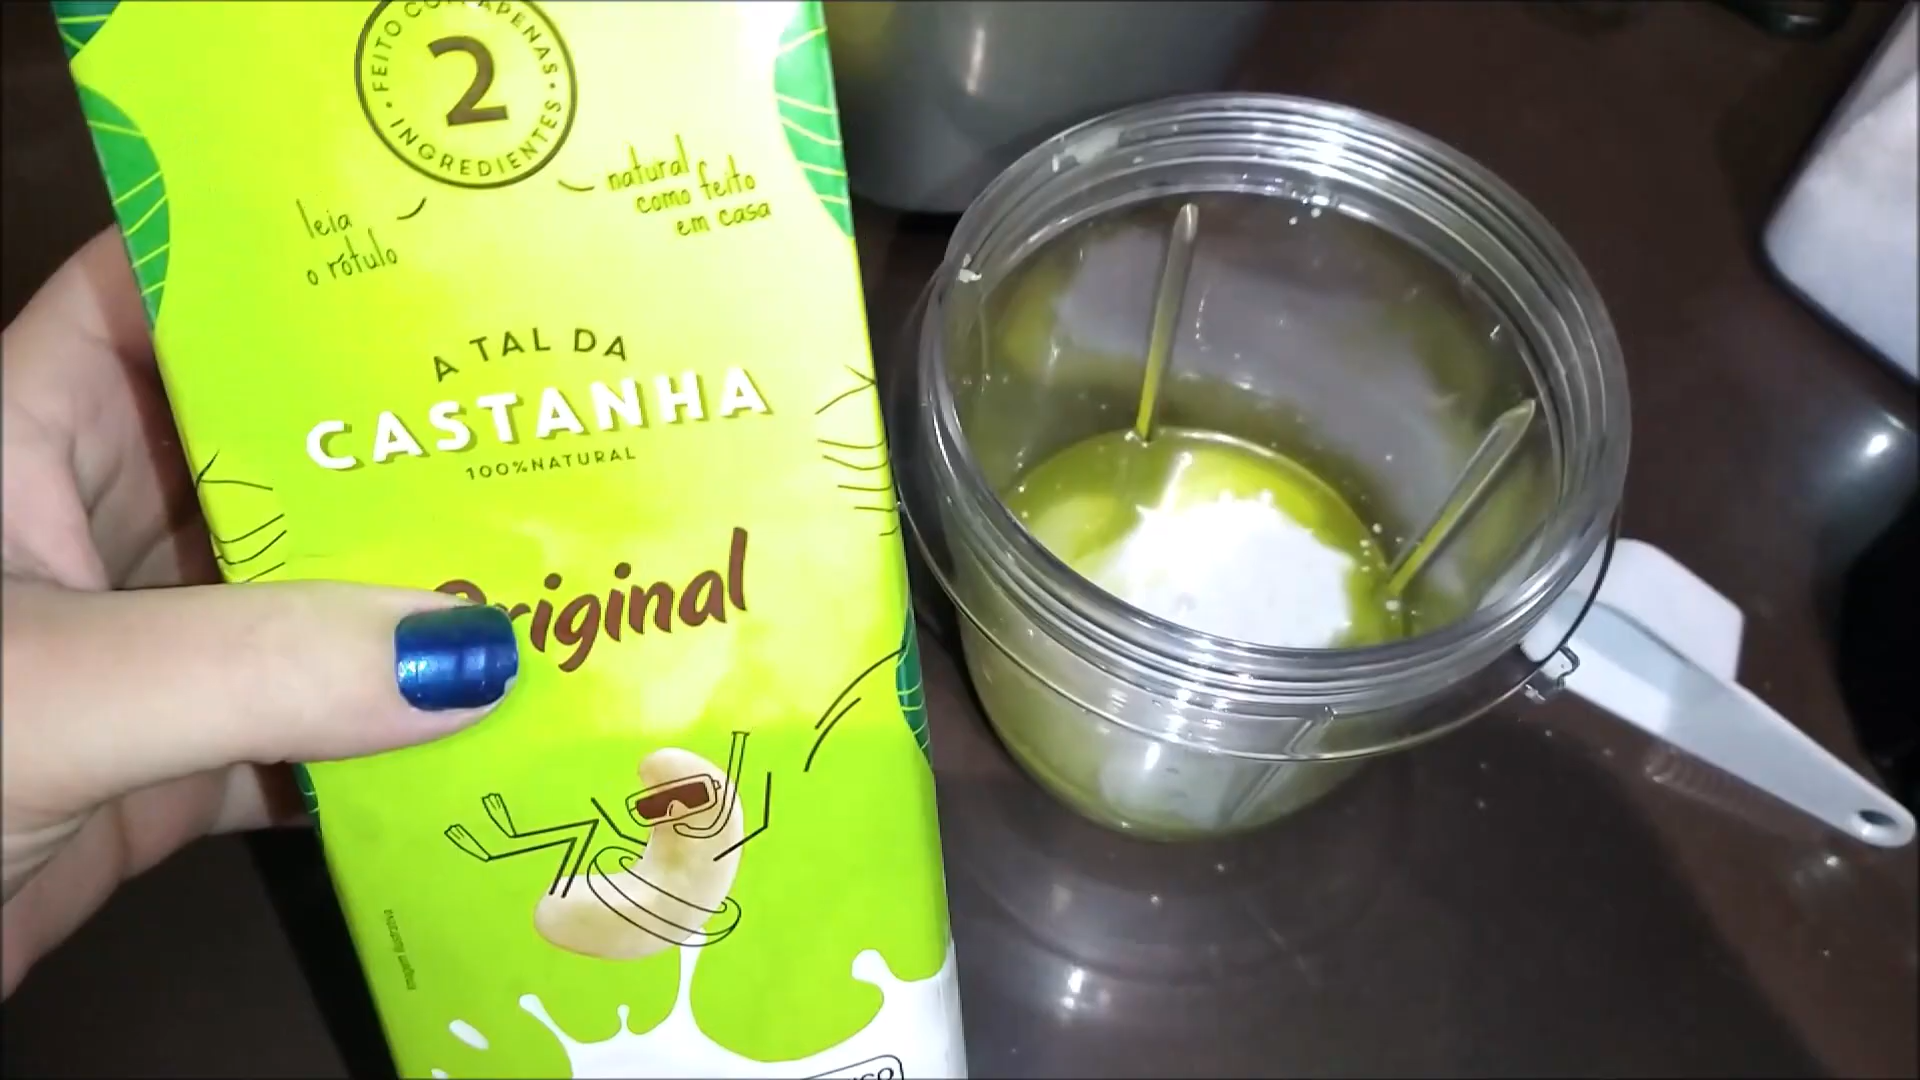 FEITO COM APENAS
2
INGREDIENTES
leia
o rótulo
natural
como feito
em casa
A TAL DA
CASTANHA
100%NATURAL
Original